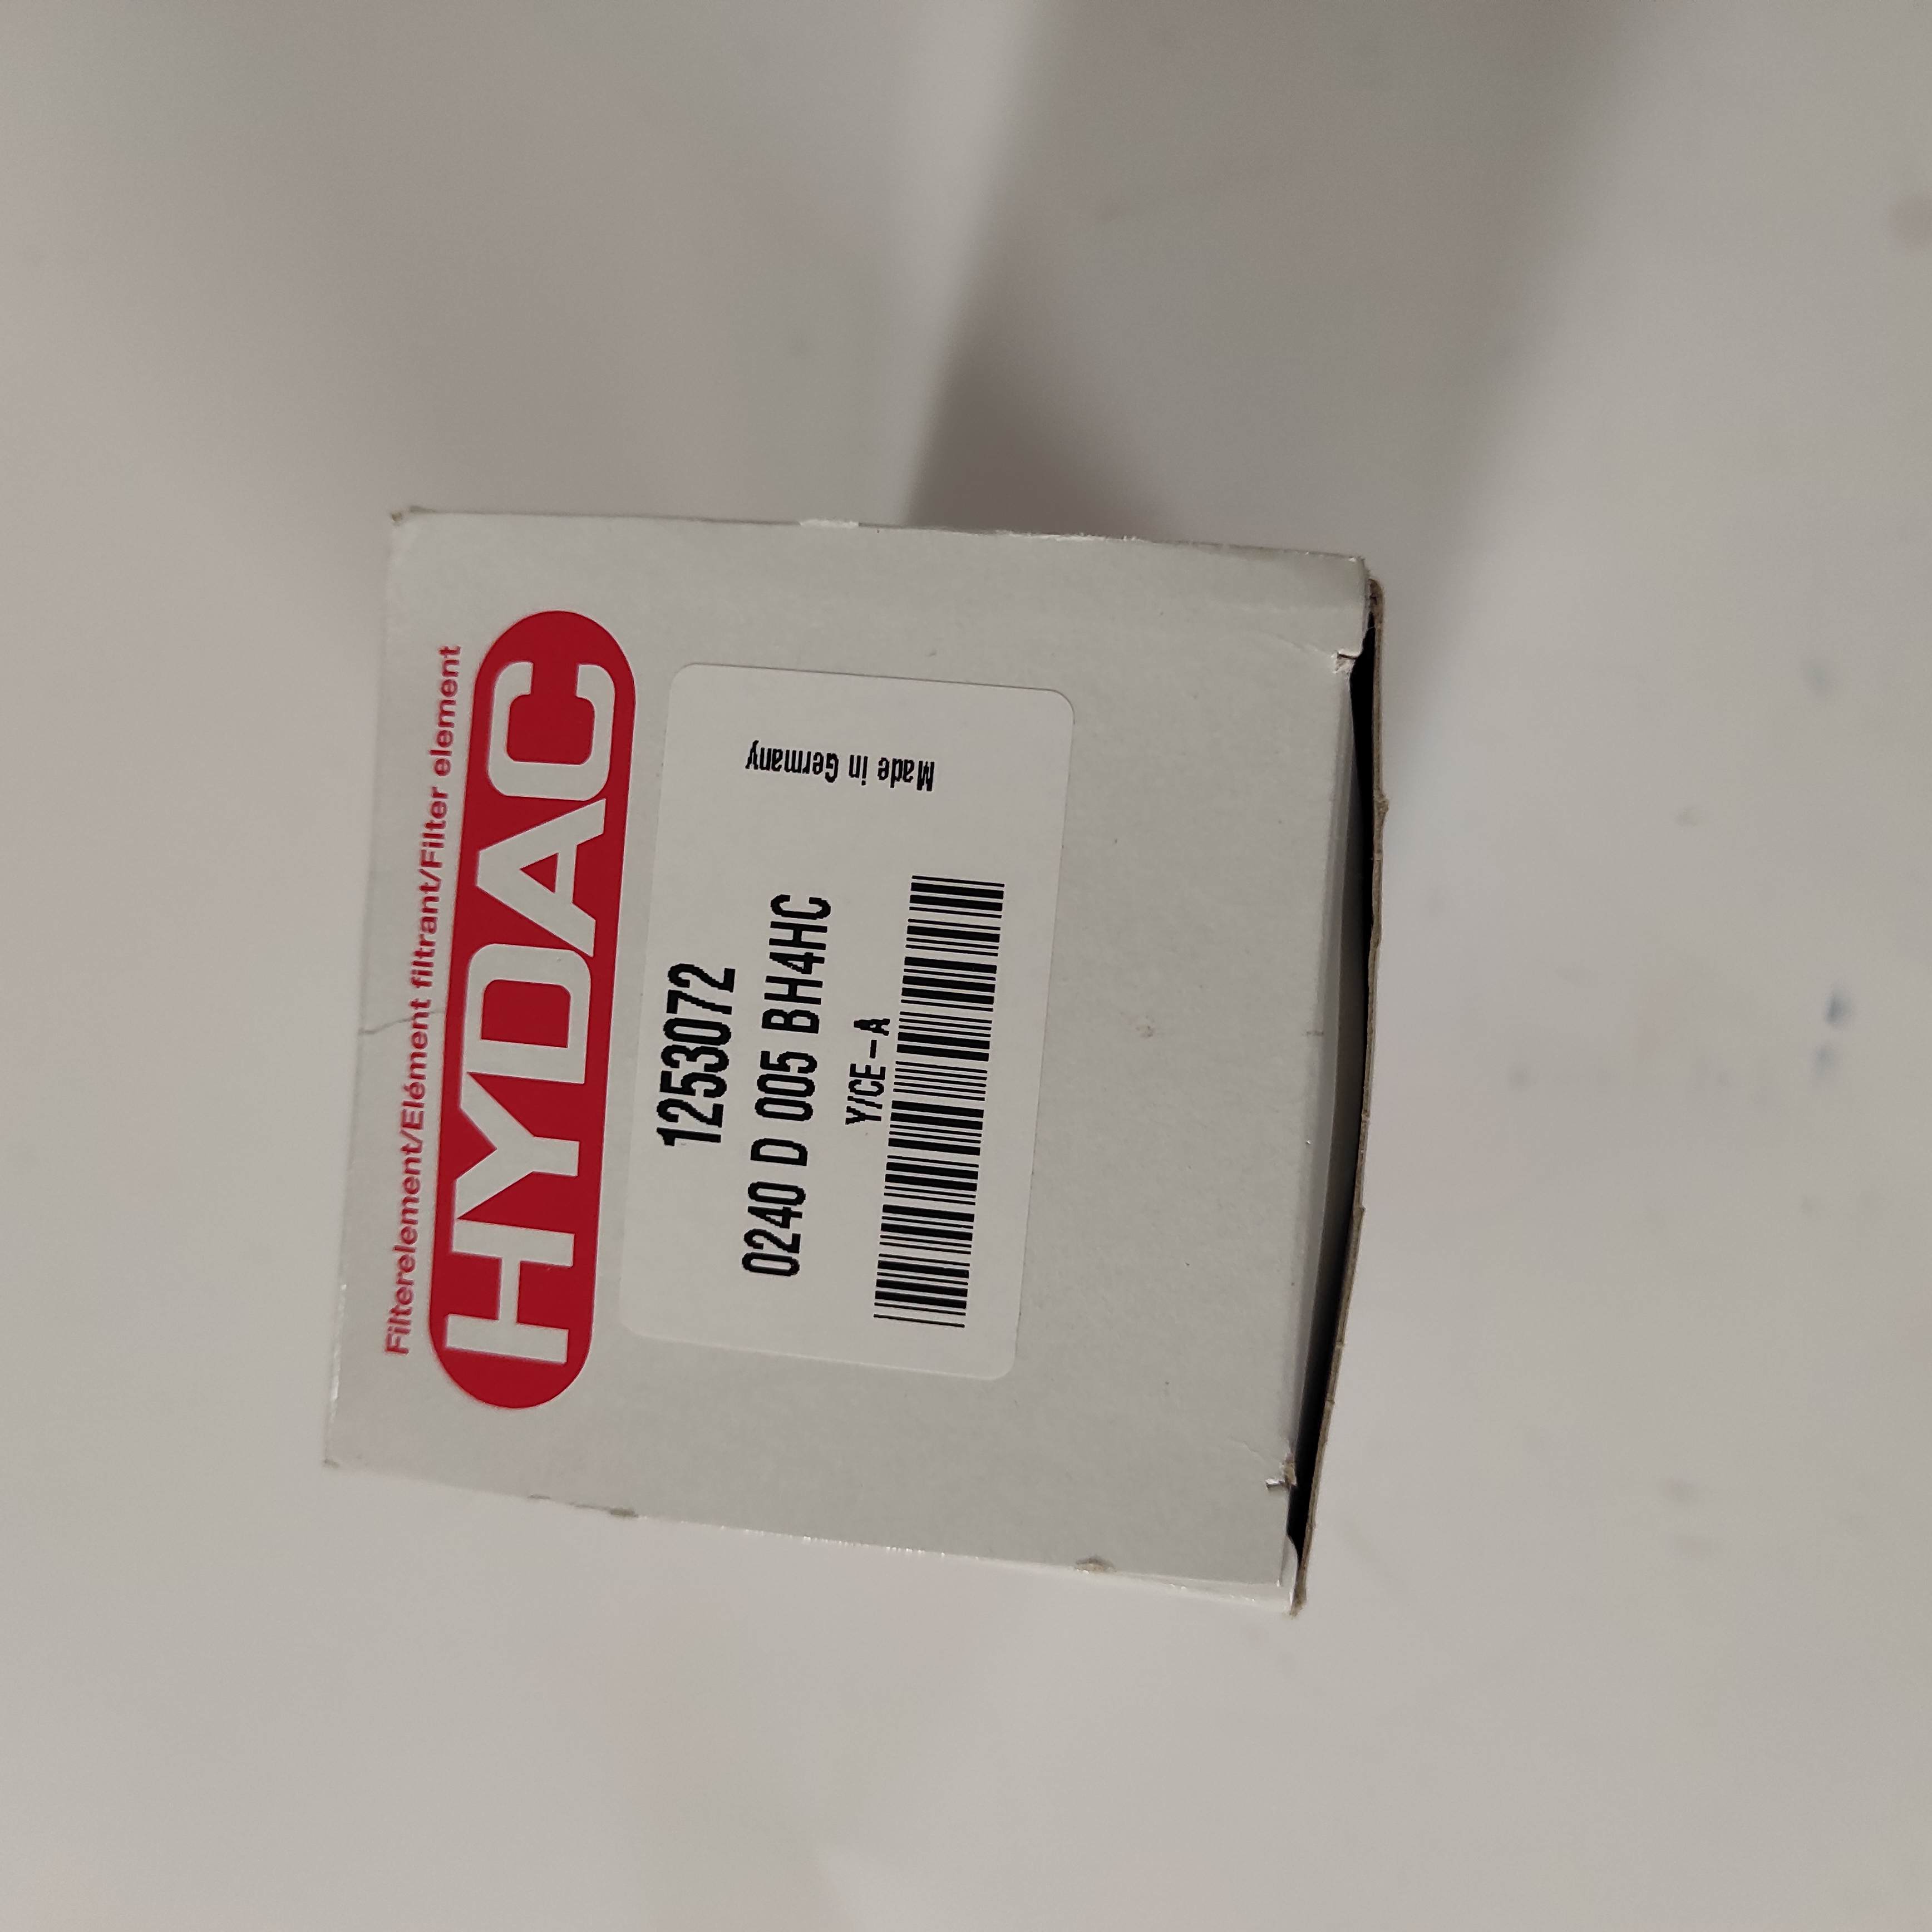 Filterelement/Elément filtrant/Filter element
HYDAC
1253072
0240 D 005 BH4HC
Y/CE-A
Made in Germany